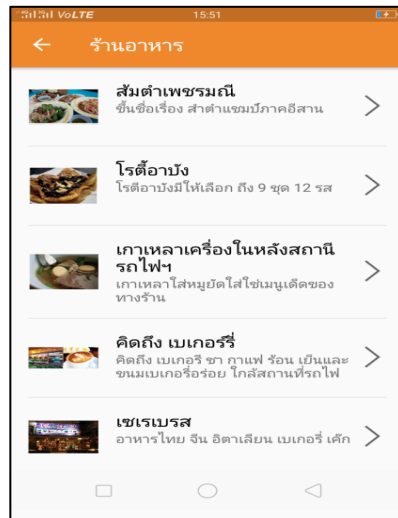 VoLTE 15:51
ร้านอาหาร
ส้มตำเพชรมณี
ขึ้นชื่อเรื่อง สำตำแชมป์ภาคอีสาน
โรตี้อาบัง
โรตีอาบังมีให้เลือก ถึง 9 ชุด 12 รส
เกาเหลาเครื่องในหลังสถานี
รถไฟฯ
เกาเหลาใส่หมูยัดใส่ไข่เมนูเด็ดของ
ทางร้าน
คิดถึง เบเกอร์รี่
คิดถึง เบเกอรี ชา กาแฟ ร้อน เย็นและ
ขนมเบเกอรี่อร่อย ใกล้สถานที่รถไฟ
เซเรเบรส
อาหารไทย จีน อิตาเลียน เบเกอรี่ เค๊ก